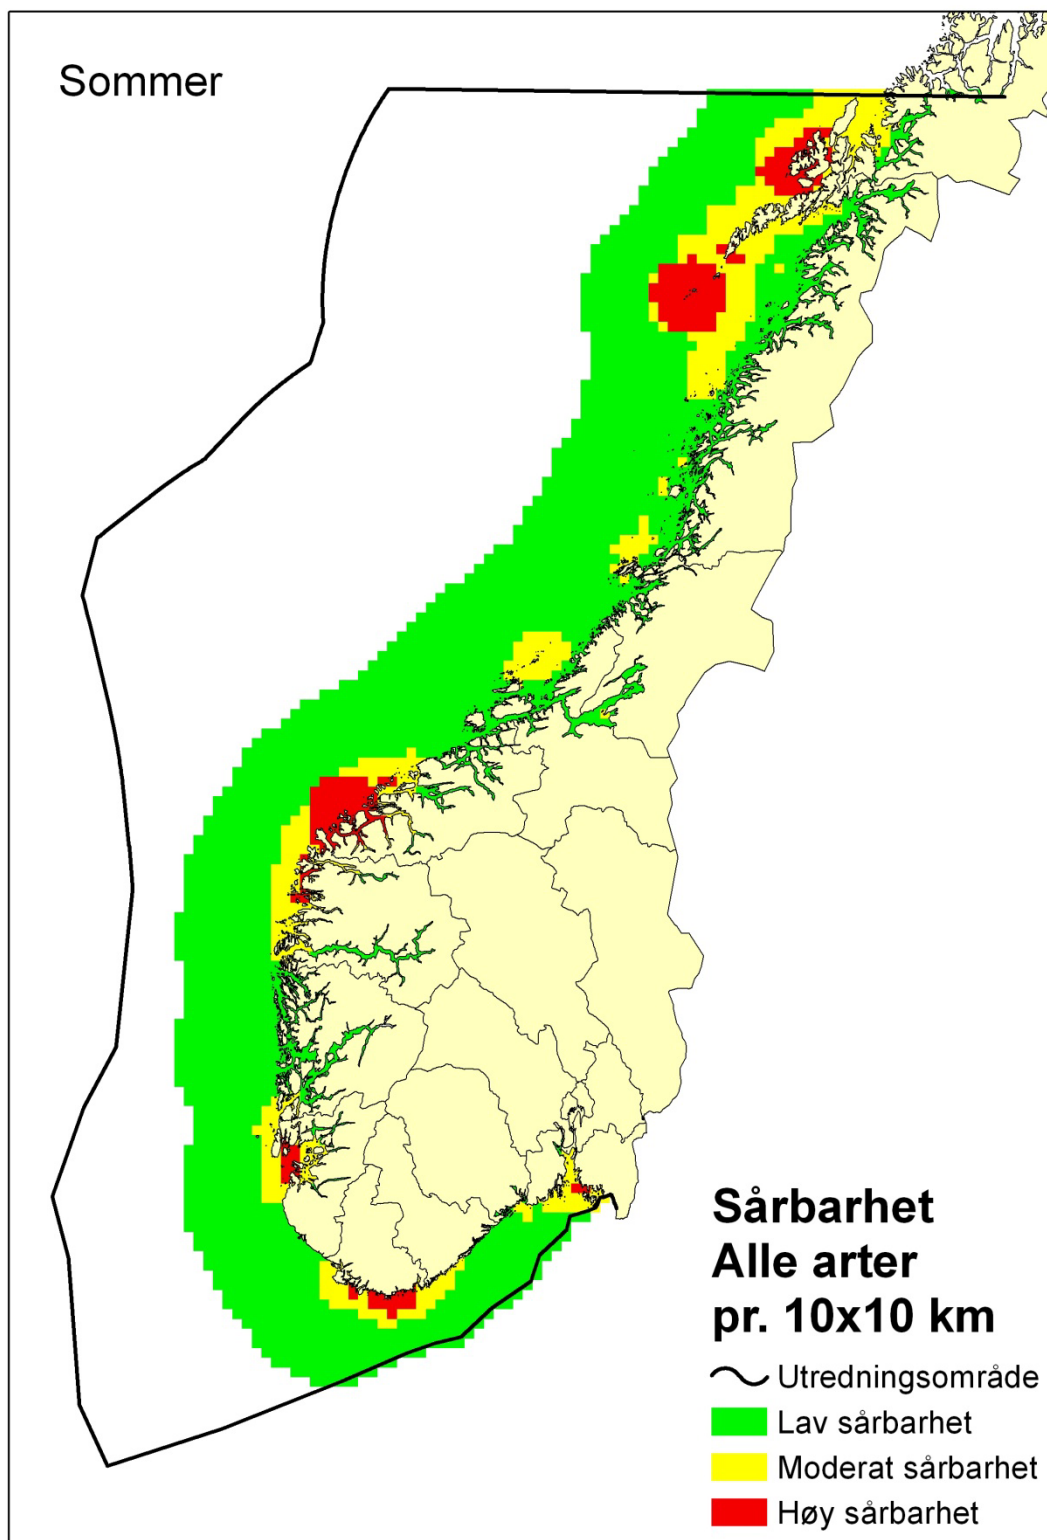 Sommer
Sårbarhet
Alle arter
pr. 10x10 km
Utredningsområde
Lav sårbarhet
Moderat sårbarhet
Høy sårbarhet